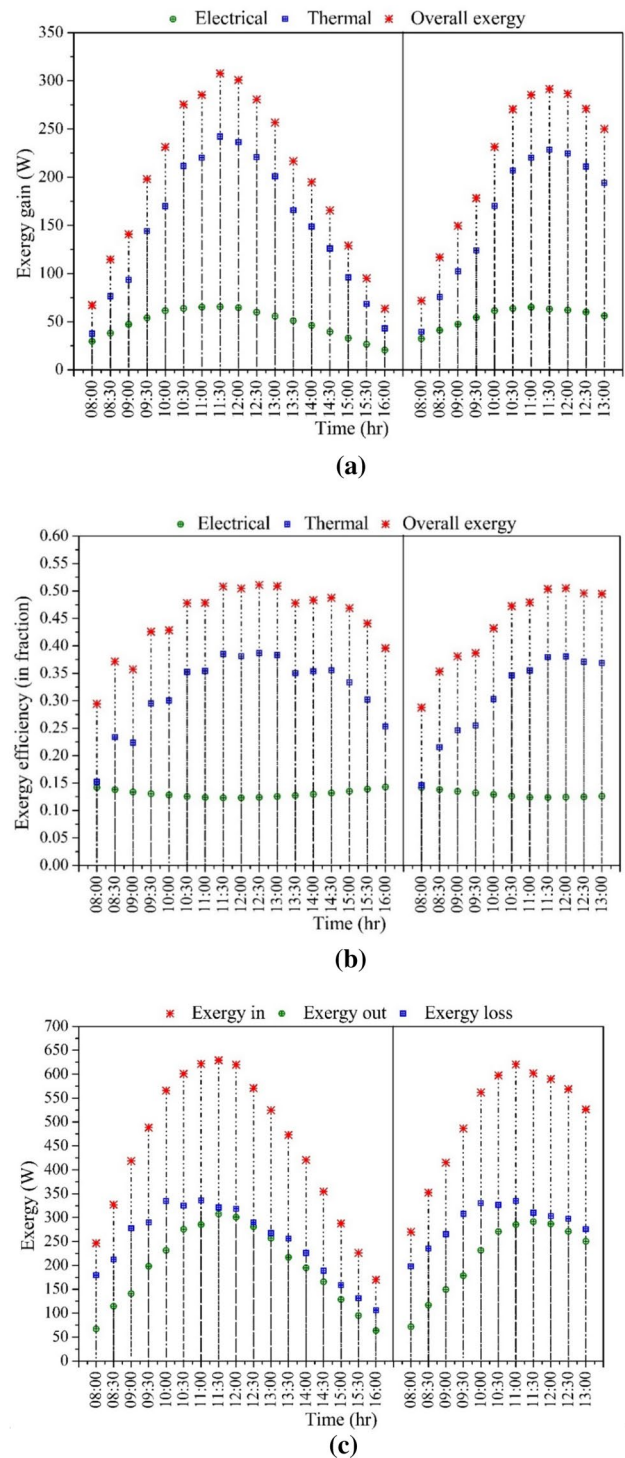 Electrical Thermal Overall exergy
350
300
250
200
150
100
50
0
Exergy gain (W)
08:00 08:30 09:00 09:30 10:00 10:30 11:00 11:30 12:00 12:30 13:00 13:30 14:00 14:30 15:00 15:30 16:00 08:00 08:30 09:00 09:30 10:00 10:30 11:00 11:30 12:00 12:30 13:00
Time (hr)
(a)
Electrical Thermal Overall exergy
0.60
0.55
0.50
0.45
0.40
0.35
0.30
0.25
0.20
0.15
0.10
0.05
0.00
Exergy efficiency (in fraction)
08:00 08:30 09:00 09:30 10:00 10:30 11:00 11:30 12:00 12:30 13:00 13:30 14:00 14:30 15:00 15:30 16:00 08:00 08:30 09:00 09:30 10:00 10:30 11:00 11:30 12:00 12:30 13:00
Time (hr)
(b)
Exergy in Exergy out Exergy loss
700
650
600
550
500
450
400
350
300
250
200
150
100
50
0
Exergy (W)
08:00 08:30 09:00 09:30 10:00 10:30 11:00 11:30 12:00 12:30 13:00 13:30 14:00 14:30 15:00 15:30 16:00 08:00 08:30 09:00 09:30 10:00 10:30 11:00 11:30 12:00 12:30 13:00
Time (hr)
(c)